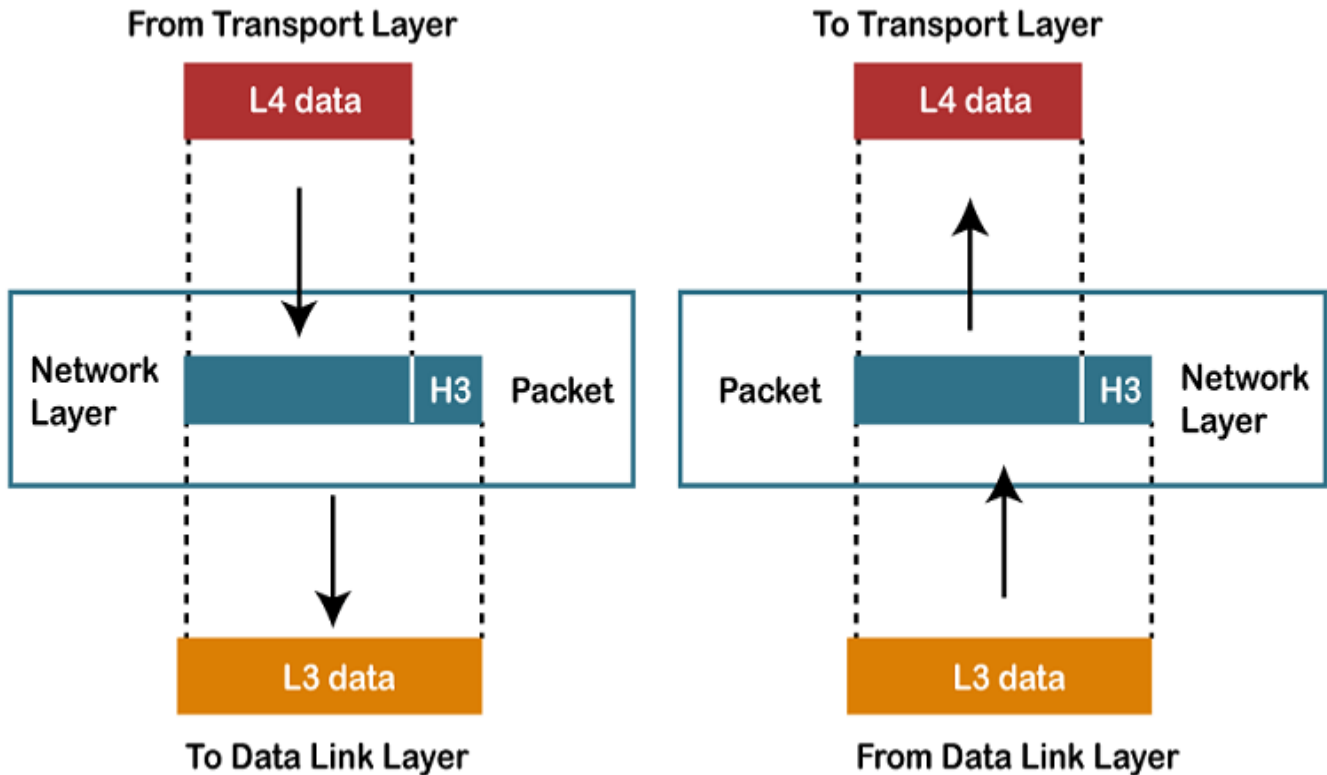 From Transport Layer
L4 data
Network
Layer
H3
Packet
L3 data
To Data Link Layer
To Transport Layer
L4 data
Packet
H3
Network
Layer
L3 data
From Data Link Layer